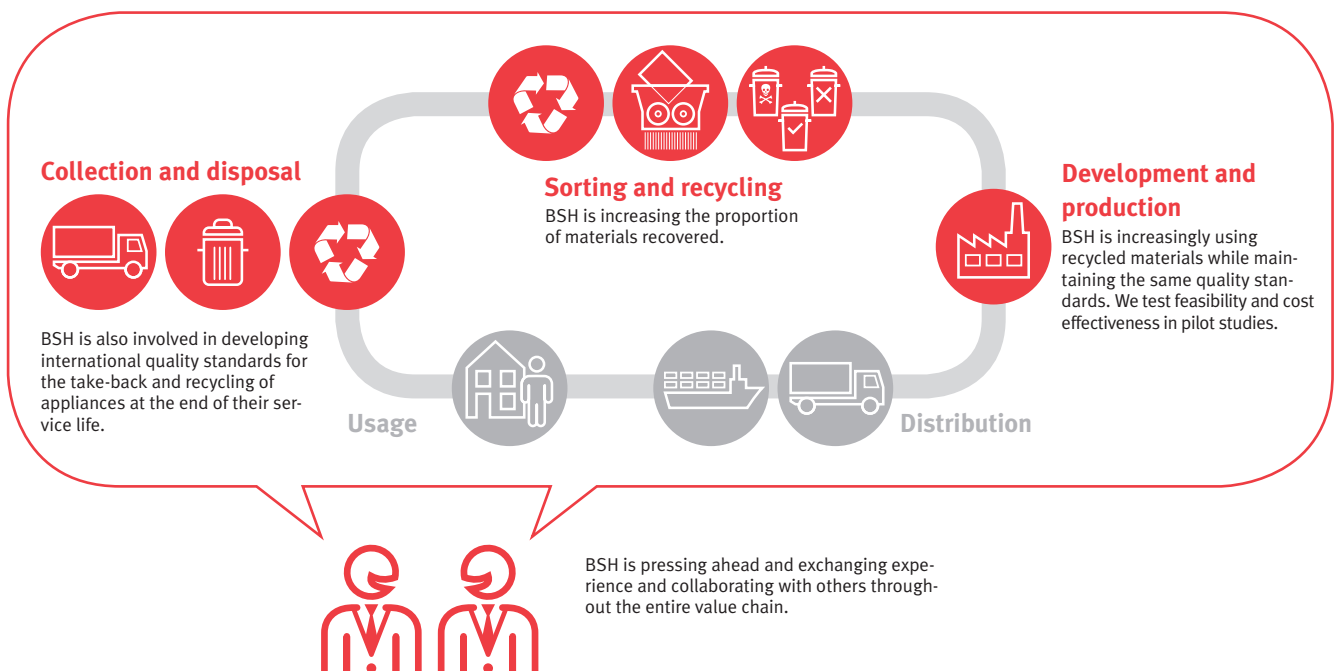 Collection and disposal
BSH is also involved in developing
international quality standards for
the take-back and recycling of
appliances at the end of their ser-
vice life.
Sorting and recycling
BSH is increasing the proportion
of materials recovered.
Development and
production
BSH is increasingly using
recycled materials while main-
taining the same quality stan-
dards. We test feasibility and cost
effectiveness in pilot studies.
Usage
Distribution
BSH is pressing ahead and exchanging expe-
rience and collaborating with others through-
out the entire value chain.